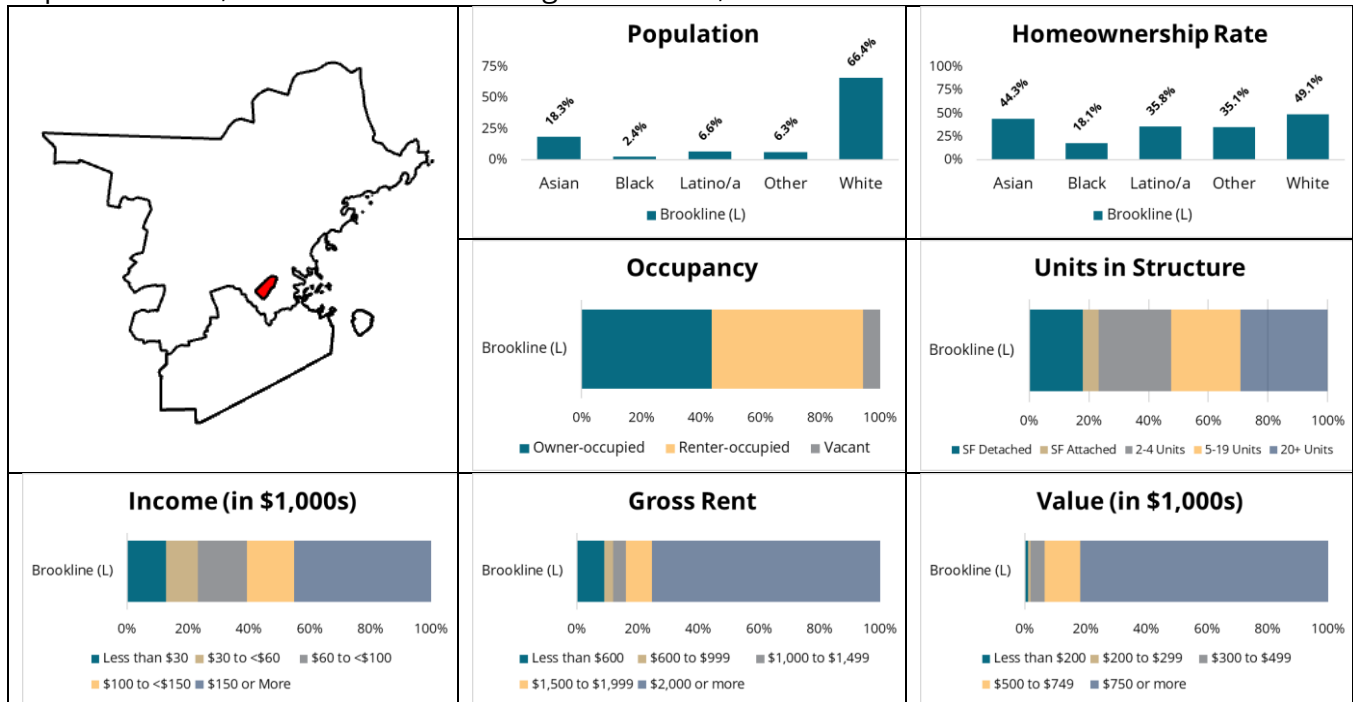 Population
75%
50%
25%
0%
18.3%
2.4%
6.6%
6.3%
66.4%
Asian Black Latino/a Other White
Brookline (L)
Homeownership Rate
100%
75%
50%
25%
0%
44.3%
18.1%
35.8%
35.1%
49.1%
Asian Black Latino/a Other White
Brookline (L)
Occupancy
Brookline (L)
0% 20% 40% 60% 80% 100%
Owner-occupied Renter-occupied Vacant
Units in Structure
Brookline (L)
0% 20% 40% 60% 80% 100%
SF Detached SF Attached 2-4 Units 5-19 Units 20+ Units
Income (in $1,000s)
Brookline (L)
0% 20% 40% 60% 80% 100%
Less than $30 $30 to <$60 $60 to <$100
$100 to <$150 $150 or More
Gross Rent
Brookline (L)
0% 20% 40% 60% 80% 100%
Less than $600 $600 to $999 $1,000 to $1,499
$1,500 to $1,999 $2,000 or more
Value (in $1,000s)
Brookline (L)
0% 20% 40% 60% 80% 100%
Less than $200 $200 to $299 $300 to $499
$500 to $749 $750 or more